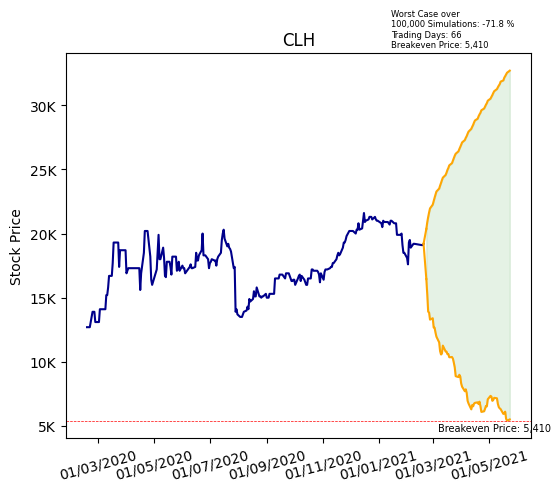 Worst Case over
100,000 Simulations: -71.8 %
Trading Days: 66
Breakeven Price: 5,410
CLH
Stock Price
30K
25K
20K
15K
10K
5K
Breakeven Price: 5,410
01/03/2020 01/05/2020 01/07/2020 01/09/2020 01/11/2020 01/01/2021 01/03/2021 01/05/2021